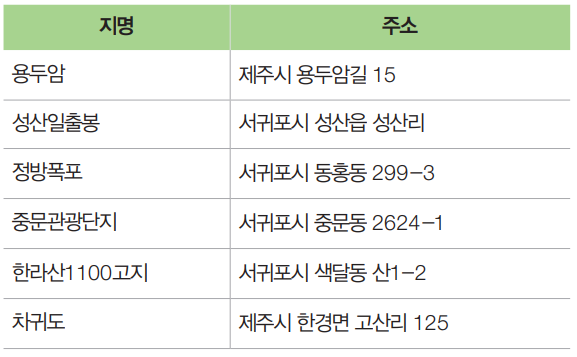 지명 주소
용두암 제주시 용두암길 15
성산일출봉 서귀포시 성산읍 성산리
정방폭포 서귀포시 동홍동 299-3
중문관광단지 서귀포시 중문동 2624-1
한라산1100고지 서귀포시 색달동 산1-2
차귀도 제주시 한경면 고산리 125